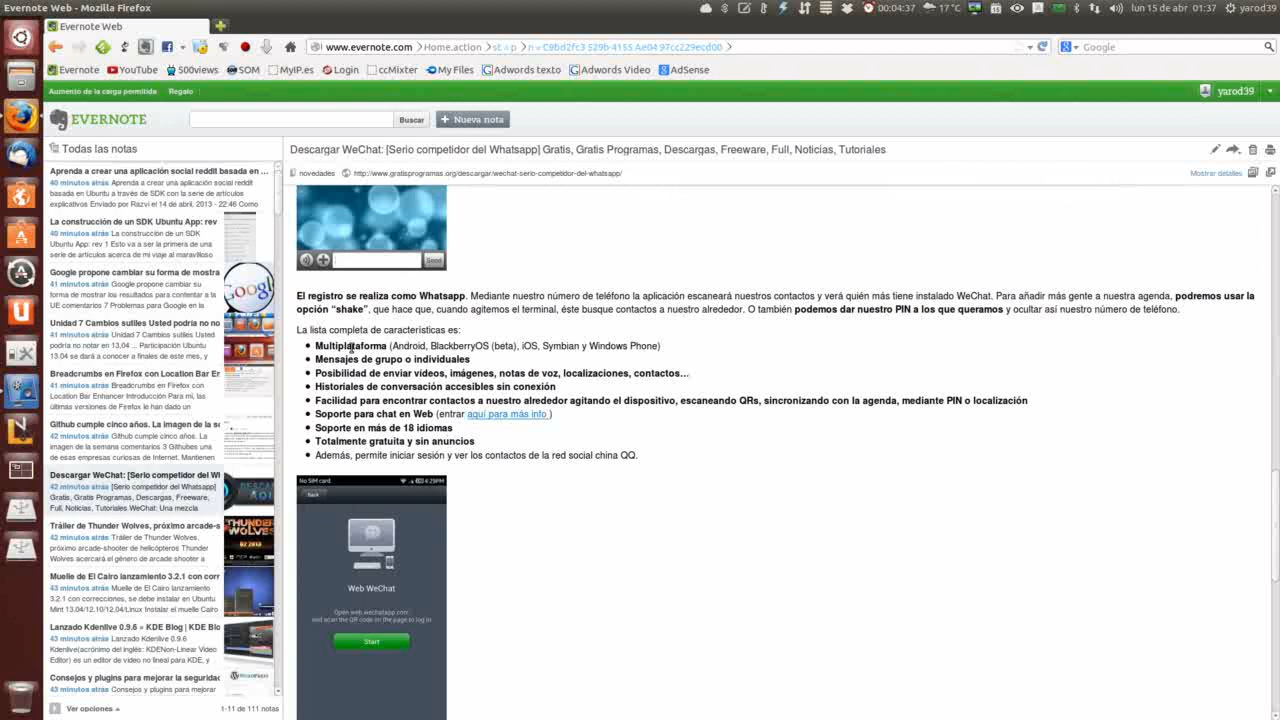 Evernote Web - Mozilla Firefox
00:04:37
17°C
lun 15 de abr 01:37
yarod39
Evernote Web
www.evernote.com
Home.action
Google
Evernote
YouTube
500views
SOM
MyIP.es
Login
ccMixter
My Files
Adwords texto
Adwords Video
AdSense
Aumento de la carga permitida
Regalo
yarod39
EVERNOTE
Buscar
+ Nueva nota
Todas las notas
Aprenda a crear una aplicación social reddit basada en ...
40 minutos atrás Aprenda a crear una aplicación social reddit
basada en Ubuntu a través de SDK con la serie de artículos
explicativos Enviado por Razvi el 14 de abril, 2013 - 22:46 Como
La construcción de un SDK Ubuntu App: rev
40 minutos atrás La construcción de un SDK
Ubuntu App: rev 1 Esto va a ser la primera de una
serie de artículos acerca de mi viaje al maravilloso
Google propone cambiar su forma de mostra
41 minutos atrás Google propone cambiar su
forma de mostrar los resultados para contentar a la
UE comentarios 7 Problemas para Google en la
Unidad 7 Cambios sutiles Usted podría no no
41 minutos atrás Unidad 7 Cambios sutiles Usted
podría no notar en 13,04 ... Participación Ubuntu
13.04 se dará a conocer a finales de este mes, y
Breadcrumbs en Firefox con Location Bar Er
41 minutos atrás Breadcrumbs en Firefox con
Location Bar Enhancer Introducción Para mi, las
últimas versiones de Firefox le han dado un
Github cumple cinco años. La imagen de la se
42 minutos atrás Github cumple cinco años. La
imagen de la semana comentarios 3 Githubes una
de esas empresas curiosas de Internet. Mantienen
Descargar WeChat: [Serio competidor del WI
42 minutos atrás [Serio competidor del Whatsapp]
Gratis, Gratis Programas, Descargas, Freeware,
Full, Noticias, Tutoriales WeChat: Una mezcla
Tráiler de Thunder Wolves, próximo arcade-s
42 minutos atrás Tráiler de Thunder Wolves,
próximo arcade-shooter de helicópteros Thunder
Wolves acercará el género de arcade shooter a
Muelle de El Cairo lanzamiento 3.2.1 con corr
43 minutos atrás Muelle de El Cairo lanzamiento
3.2.1 con correcciones, se.debe instalar en Ubuntu
Mint 13.04/12.10/12.04/Linux Instalar el muelle Cairo
Lanzado Kdenlive 0.9.6 « KDE Blog | KDE Blo
43 minutos atrás Lanzado Kdenlive 0.9.6
Kdenlive(acrónimo del inglés: KDENon-Linear Video
Editor) es un editor de vídeo no lineal para KDE, y
Consejos y plugins para mejorar la seguridac
43 minutos atrás Consejos y plugins para mejorar
Ver opciones
1-11 de 111 notas
Descargar WeChat: [Serio competidor del Whatsapp] Gratis, Gratis Programas, Descargas, Freeware, Full, Noticias, Tutoriales
novedades
http://www.gratisprogramas.org/descargar/wechat-serio-competidor-del-whatsapp/
Mostrar detalles
Send
El registro se realiza como Whatsapp. Mediante nuestro número de teléfono la aplicación escaneará nuestros contactos y verá quién más tiene instalado WeChat. Para añadir más gente a nuestra agenda, podremos usar la
opción “shake”, que hace que, cuando agitemos el terminal, éste busque contactos a nuestro alrededor. O también podemos dar nuestro PIN a los que queramos y ocultar así nuestro número de teléfono.
La lista completa de características es:
• Multiplataforma (Android, BlackberryOS (beta), iOS, Symbian y Windows Phone)
• Mensajes de grupo o individuales
• Posibilidad de enviar vídeos, imágenes, notas de voz, localizaciones, contactos...
• Historiales de conversación accesibles sin conexión
• Facilidad para encontrar contactos a nuestro alrededor agitando el dispositivo, escaneando QRs, sincronizando con la agenda, mediante PIN o localización
• Soporte para chat en Web (entrar aquí para más info )
• Soporte en más de 18 idiomas
• Totalmente gratuita y sin anuncios
• Además, permite iniciar sesión y ver los contactos de la red social china QQ.
No SIM card
4:29PM
Back
Web WeChat
Open web.wechatapp.com
and scan the QR code on the page to log in
Start